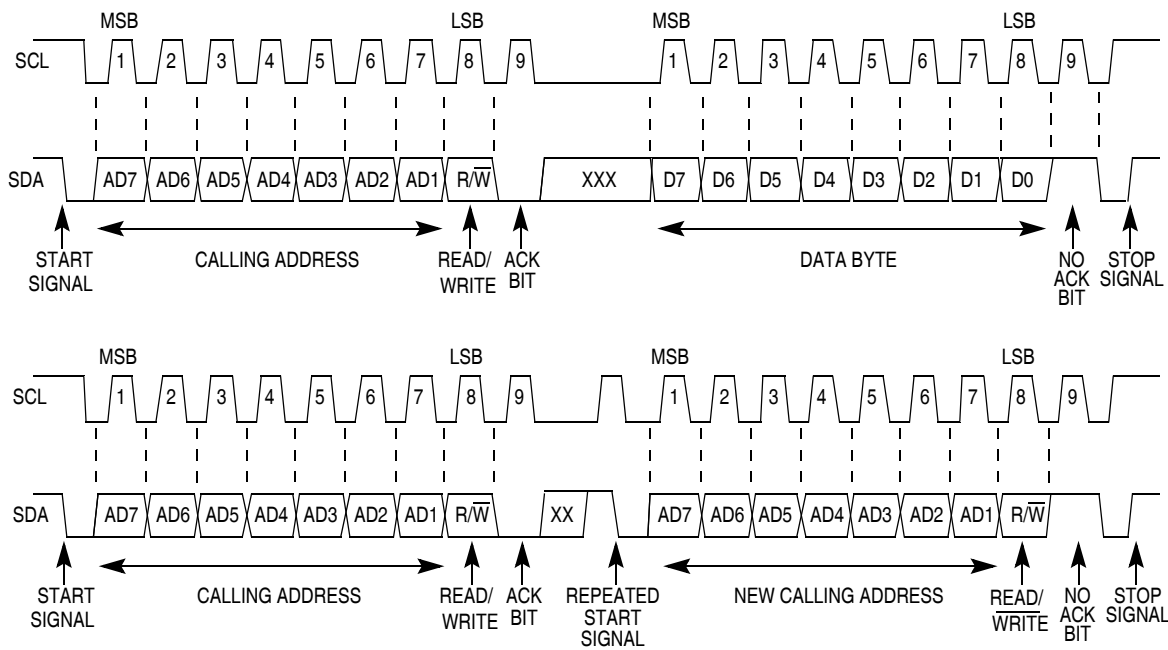 MSB LSB MSB LSB
SCL 1 2 3 4 5 6 7 8 9 1 2 3 4 5 6 7 8 9
SDA AD7 AD6 AD5 AD4 AD3 AD2 AD1 R/W̅ XXX D7 D6 D5 D4 D3 D2 D1 D0
START CALLING ADDRESS READ/ ACK DATA BYTE NO STOP
SIGNAL WRITE BIT ACK SIGNAL
BIT
MSB LSB MSB LSB
SCL 1 2 3 4 5 6 7 8 9 1 2 3 4 5 6 7 8 9
SDA AD7 AD6 AD5 AD4 AD3 AD2 AD1 R/W̅ XX AD7 AD6 AD5 AD4 AD3 AD2 AD1 R/W̅
START CALLING ADDRESS READ/ ACK REPEATED NEW CALLING ADDRESS READ/ NO STOP
SIGNAL WRITE BIT START W̅R̅I̅T̅E̅ ACK SIGNAL
SIGNAL BIT